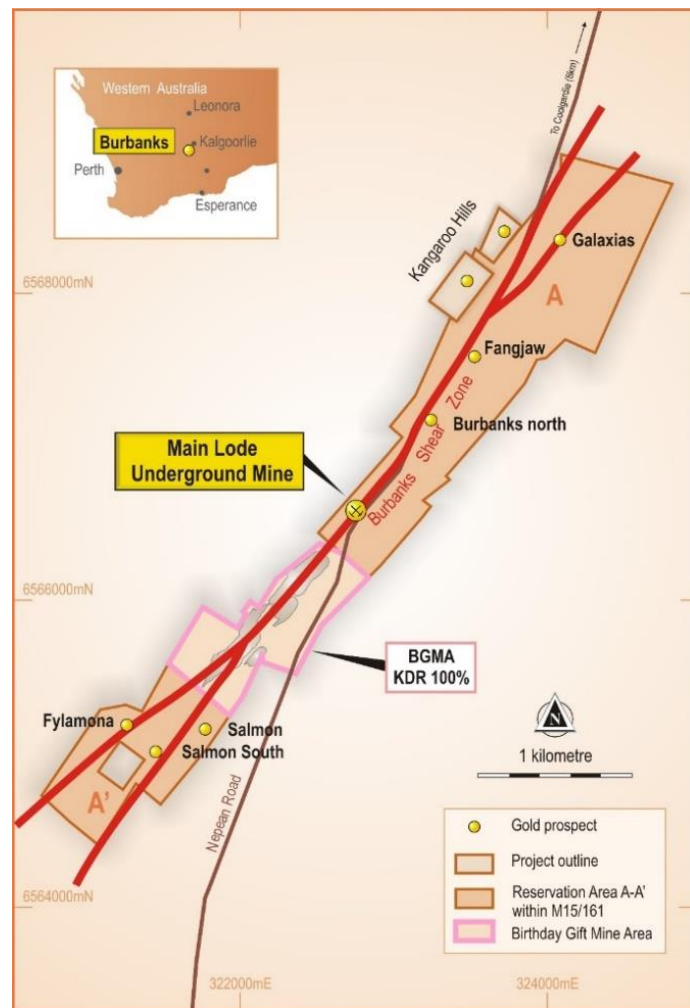 Western Australia
Leonora
Burbanks
Kalgoorlie
Perth
Esperance
To Coolgardie (8km)
Kangaroo Hills
Galaxias
6568000mN
A
Fangjaw
Burbanks north
Main Lode
Underground Mine
Burbanks Shear Zone
6566000mN
BGMA
KDR 100%
Fylamona
Salmon
Salmon South
N
1 kilometre
A'
Nepean Road
Gold prospect
Project outline
Reservation Area A-A'
within M15/161
Birthday Gift Mine Area
6564000mN
322000mE
324000mE